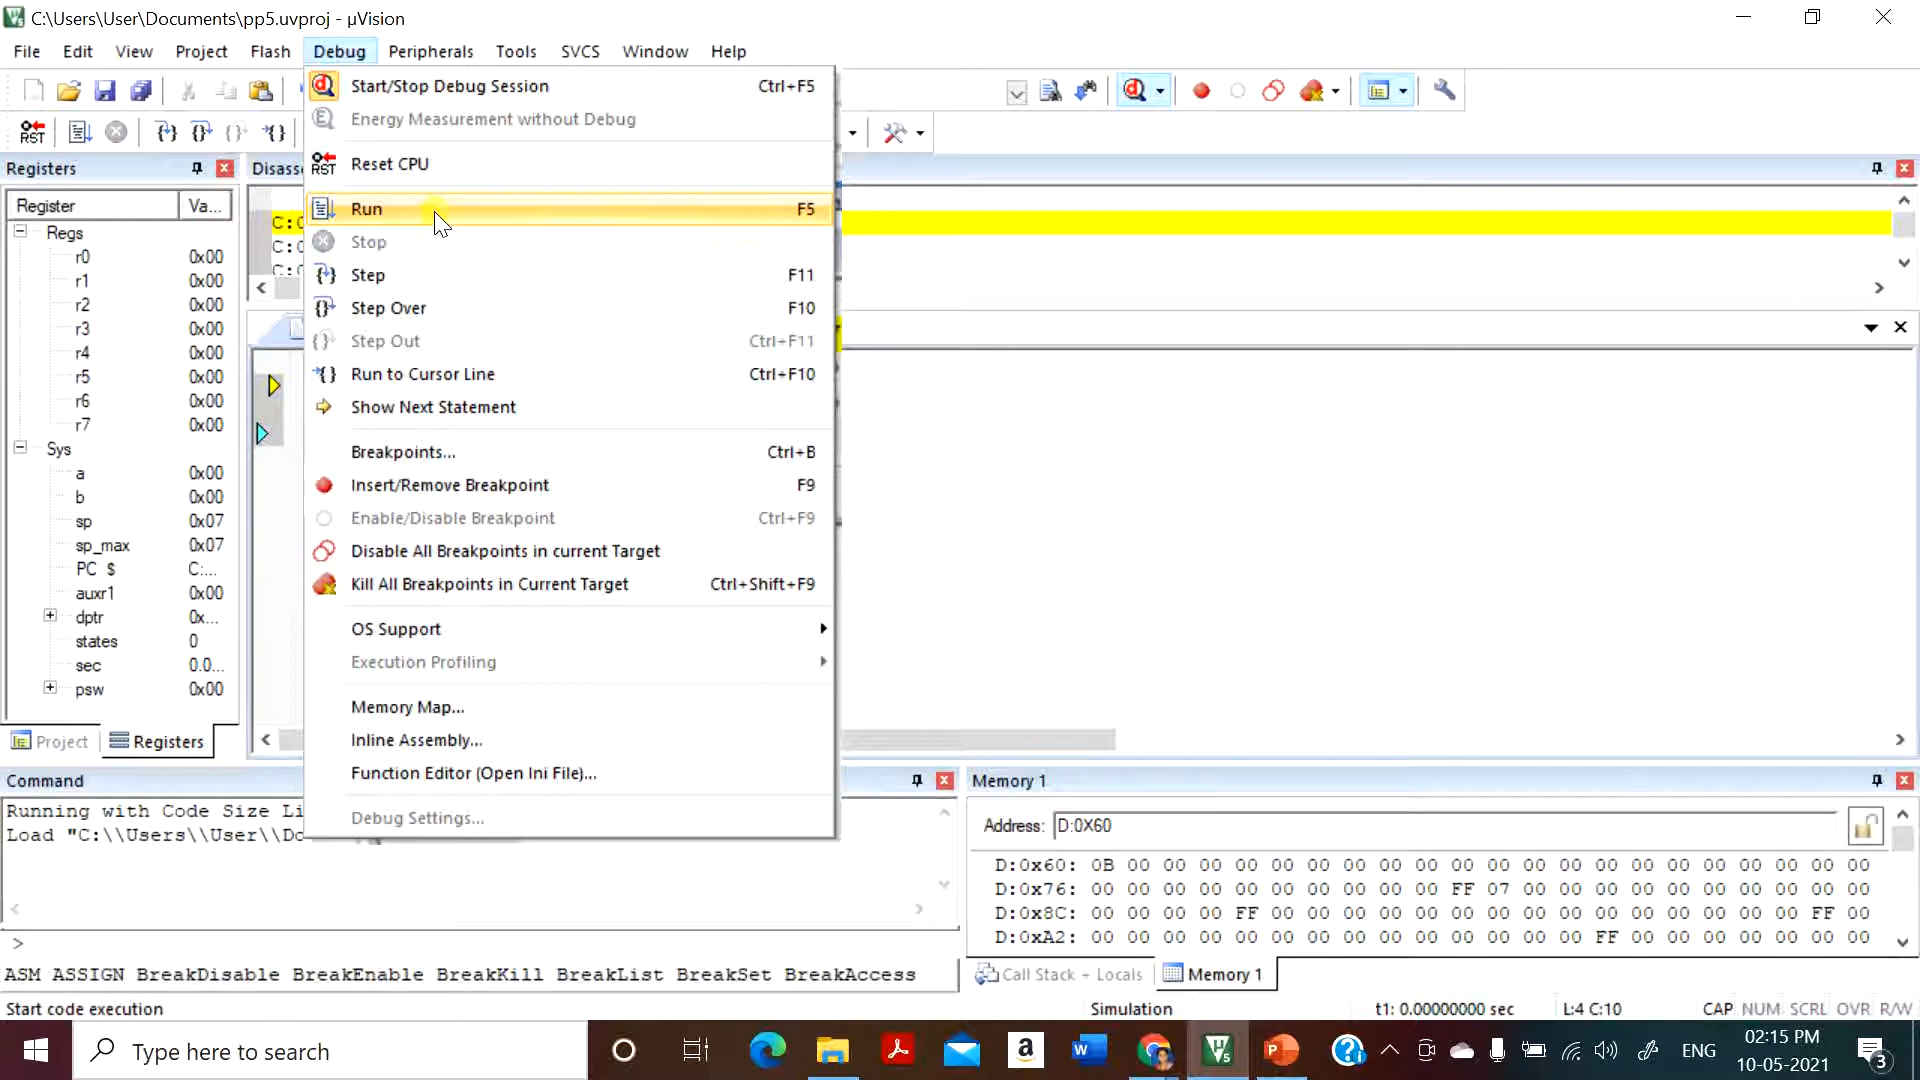 C:\Users\User\Documents\pp5.uvproj - µVision
File Edit View Project Flash Debug Peripherals Tools SVCS Window Help
Start/Stop Debug Session Ctrl+F5
Energy Measurement without Debug
RST Reset CPU
Run F5
Stop
Step F11
Step Over F10
Step Out Ctrl+F11
Run to Cursor Line Ctrl+F10
Show Next Statement
Breakpoints... Ctrl+B
Insert/Remove Breakpoint F9
Enable/Disable Breakpoint Ctrl+F9
Disable All Breakpoints in current Target
Kill All Breakpoints in Current Target Ctrl+Shift+F9
OS Support
Execution Profiling
Memory Map...
Inline Assembly...
Function Editor (Open Ini File)...
Debug Settings...
RST
Registers
Register Va...
Regs
r0 0x00
r1 0x00
r2 0x00
r3 0x00
r4 0x00
r5 0x00
r6 0x00
r7 0x00
Sys
a 0x00
b 0x00
sp 0x07
sp_max 0x07
PC $ C:...
auxr1 0x00
dptr 0x...
states 0
sec 0.0...
psw 0x00
Project Registers
Disass
C:0
C:0
C:0
Command
Running with Code Size Li
Load "C:\\Users\\User\\Do
>
ASM ASSIGN BreakDisable BreakEnable BreakKill BreakList BreakSet BreakAccess
Memory 1
Address: D:0X60
D:0x60: 0B 00 00 00 00 00 00 00 00 00 00 00 00 00 00 00 00 00 00 00 00 00
D:0x76: 00 00 00 00 00 00 00 00 00 00 FF 07 00 00 00 00 00 00 00 00 00 00
D:0x8C: 00 00 00 00 FF 00 00 00 00 00 00 00 00 00 00 00 00 00 00 00 FF 00
D:0xA2: 00 00 00 00 00 00 00 00 00 00 00 00 00 00 FF 00 00 00 00 00 00 00
Call Stack + Locals Memory 1
Start code execution Simulation t1: 0.00000000 sec L:4 C:10 CAP NUM SCRL OVR R/W
Type here to search
ENG
02:15 PM
10-05-2021
3